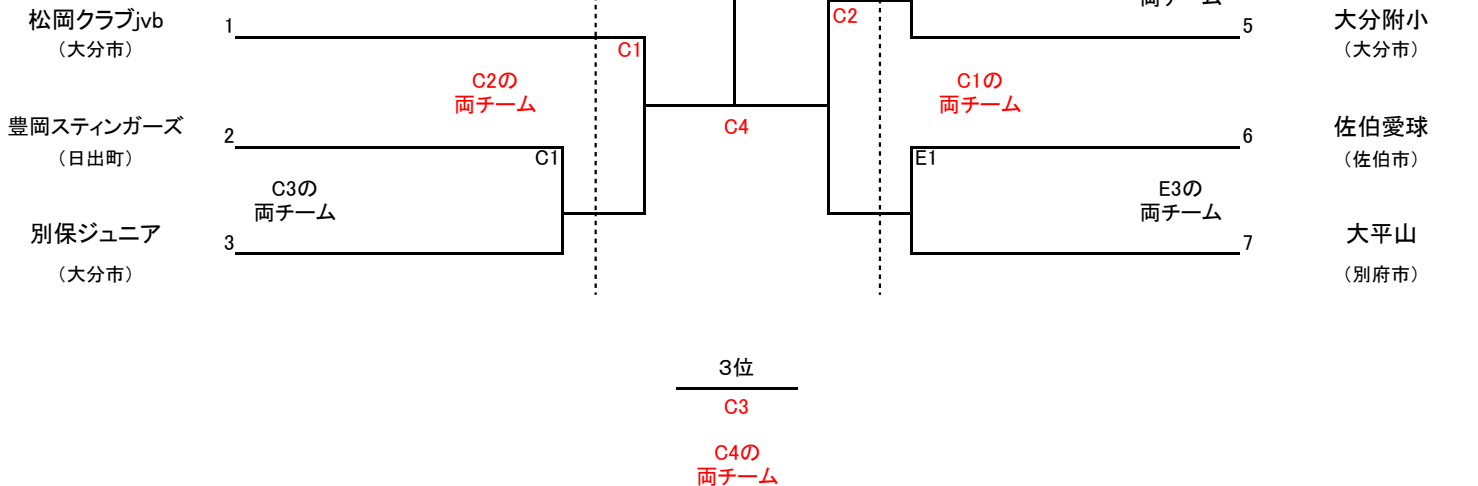 両チーム
松岡クラブjvb
（大分市）
1
C1
C2
5
大分附小
（大分市）
C2の
両チーム
C1の
両チーム
C4
豊岡スティンガーズ
（日出町）
2
C1
E1
6
佐伯愛球
（佐伯市）
C3の
両チーム
E3の
両チーム
別保ジュニア
（大分市）
3
7
大平山
（別府市）
３位
C3
C4の
両チーム